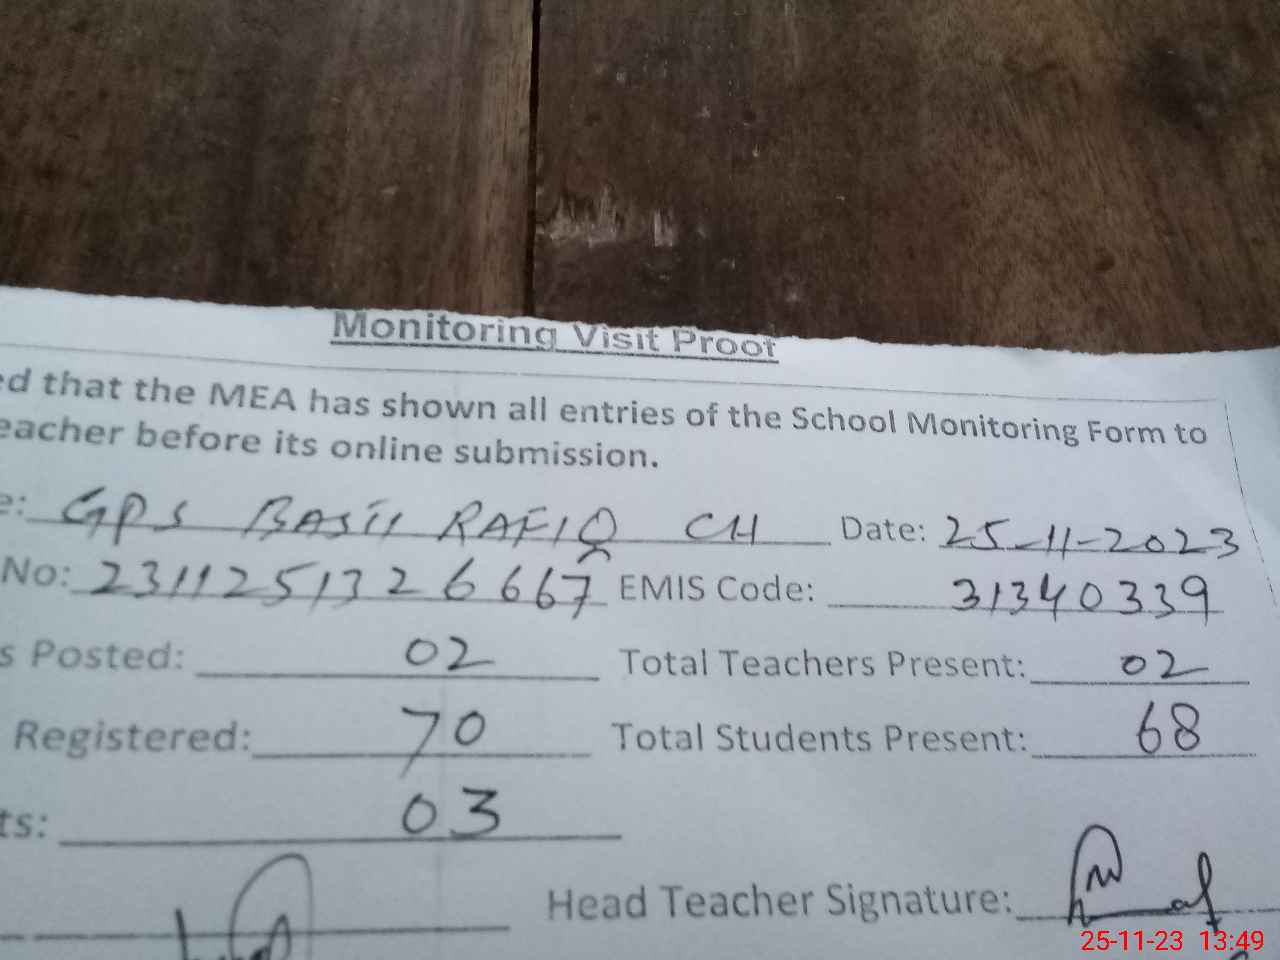 Monitoring Visit Proof
ed that the MEA has shown all entries of the School Monitoring Form to
eacher before its online submission.
e: GPS BASTI RAFIQ CH Date: 25-11-2023
No: 2311251326667 EMIS Code: 31340339
s Posted: 02 Total Teachers Present: 02
Registered: 70 Total Students Present: 68
ts: 03
Head Teacher Signature:
25-11-23 13:49